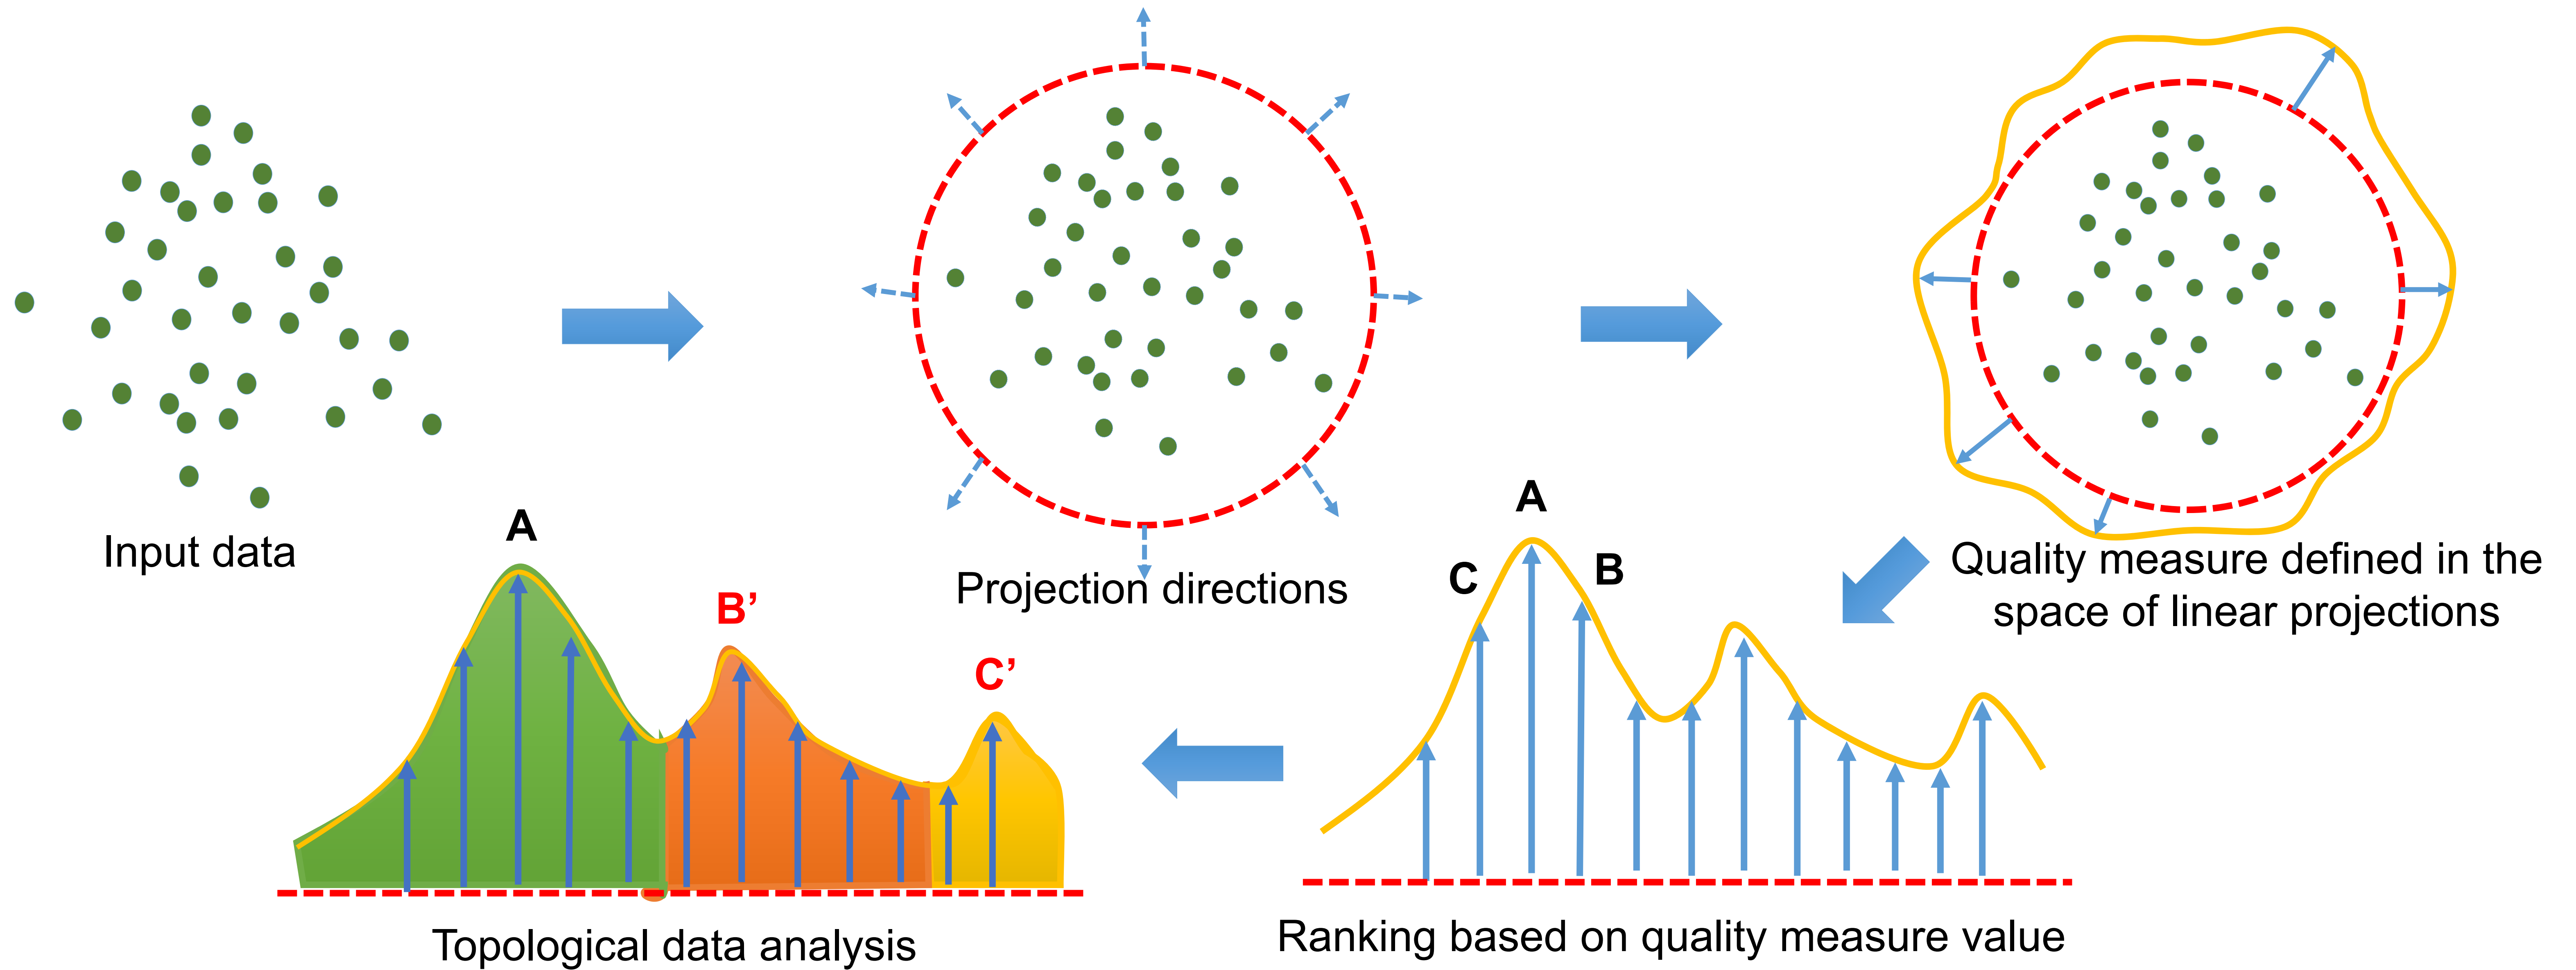 Input data
Projection directions
Quality measure defined in the
space of linear projections
A
B
C
Ranking based on quality measure value
A
B’
C’
Topological data analysis